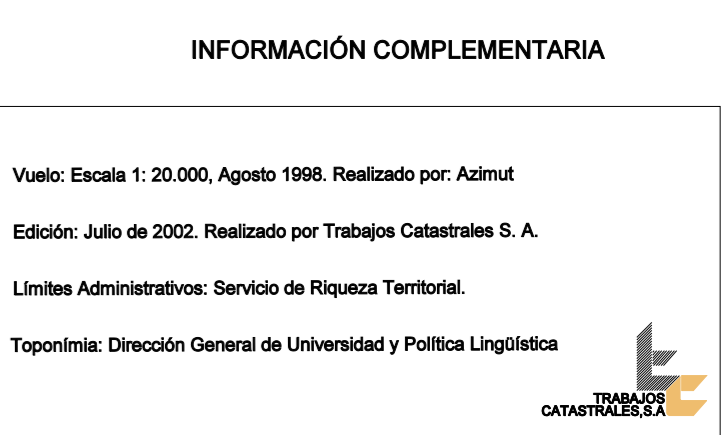 INFORMACIÓN COMPLEMENTARIA
Vuelo: Escala 1: 20.000, Agosto 1998. Realizado por: Azimut
Edición: Julio de 2002. Realizado por Trabajos Catastrales S. A.
Límites Administrativos: Servicio de Riqueza Territorial.
Toponímia: Dirección General de Universidad y Política Lingüística
TRABAJOS
CATASTRALES,S.A